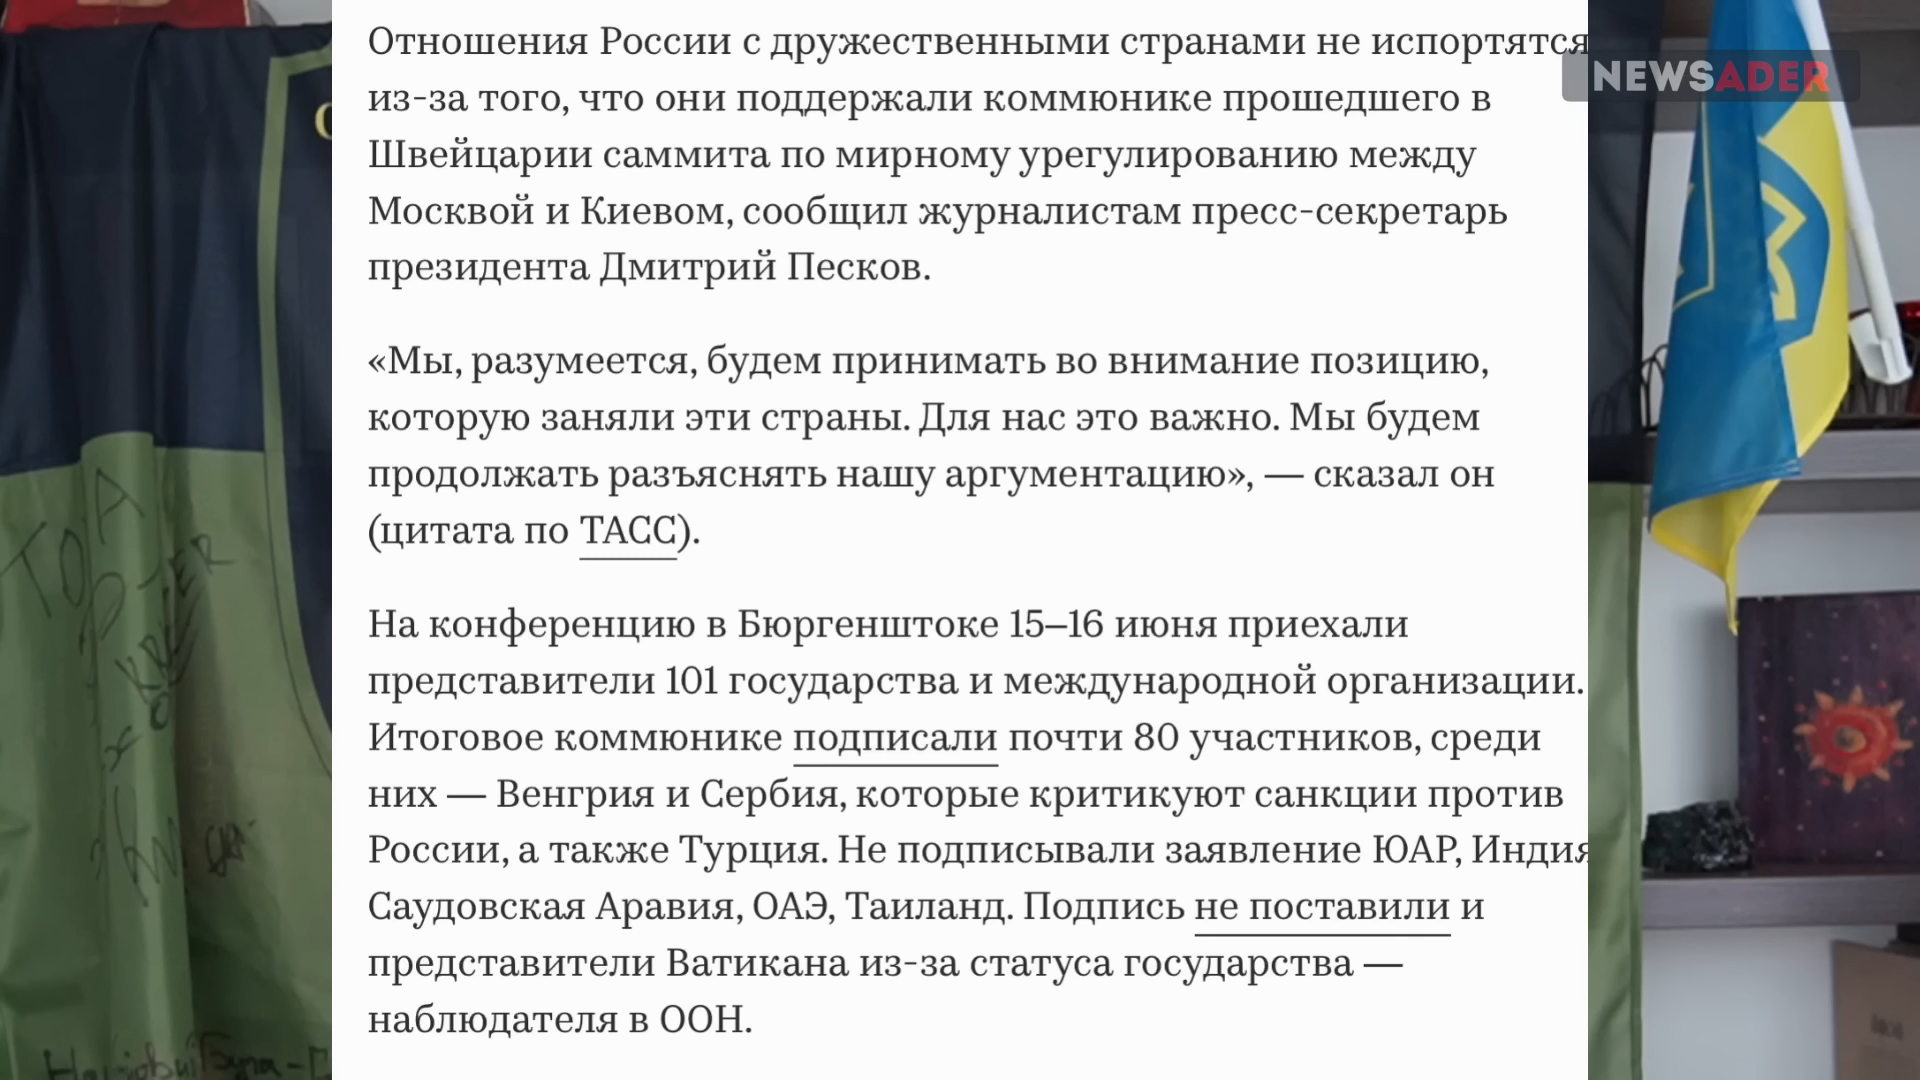 Отношения России с дружественными странами не испортятся
из-за того, что они поддержали коммюнике прошедшего в
Швейцарии саммита по мирному урегулированию между
Москвой и Киевом, сообщил журналистам пресс-секретарь
президента Дмитрий Песков.
«Мы, разумеется, будем принимать во внимание позицию,
которую заняли эти страны. Для нас это важно. Мы будем
продолжать разъяснять нашу аргументацию», — сказал он
(цитата по ТАСС).
На конференцию в Бюргенштоке 15–16 июня приехали
представители 101 государства и международной организации.
Итоговое коммюнике подписали почти 80 участников, среди
них — Венгрия и Сербия, которые критикуют санкции против
России, а также Турция. Не подписывали заявление ЮАР, Индия
Саудовская Аравия, ОАЭ, Таиланд. Подпись не поставили и
представители Ватикана из-за статуса государства —
наблюдателя в ООН.
NEWSADER